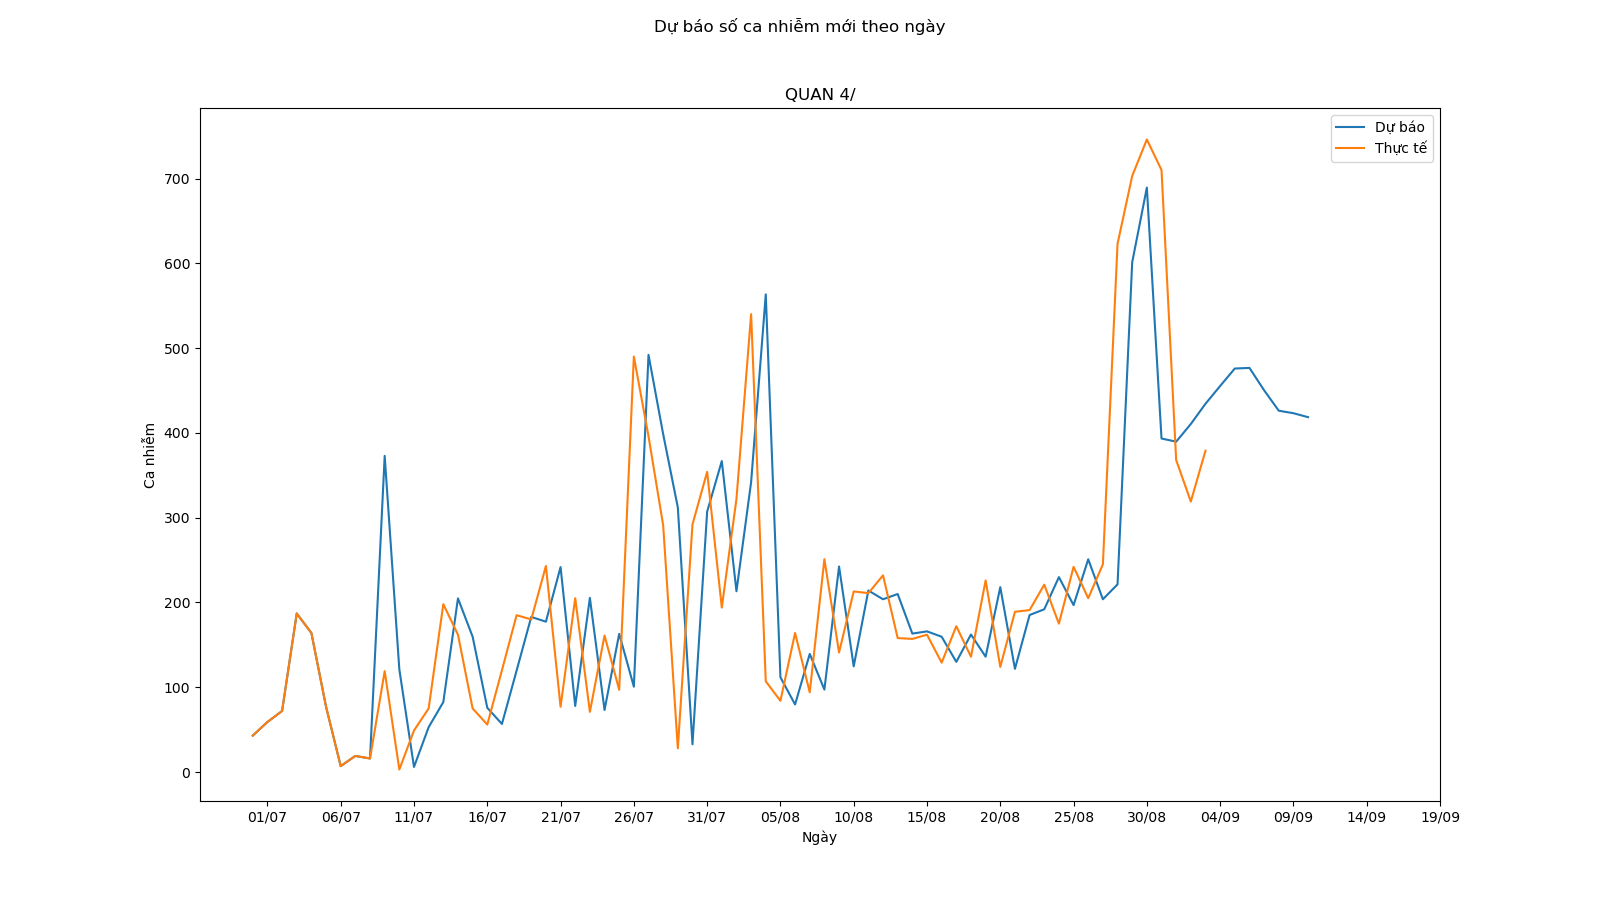 Dự báo số ca nhiễm mới theo ngày
QUAN 4/
Dự báo
Thực tế
700
600
500
400
300
200
100
0
Ca nhiễm
01/07 06/07 11/07 16/07 21/07 26/07 31/07 05/08 10/08 15/08 20/08 25/08 30/08 04/09 09/09 14/09 19/09
Ngày